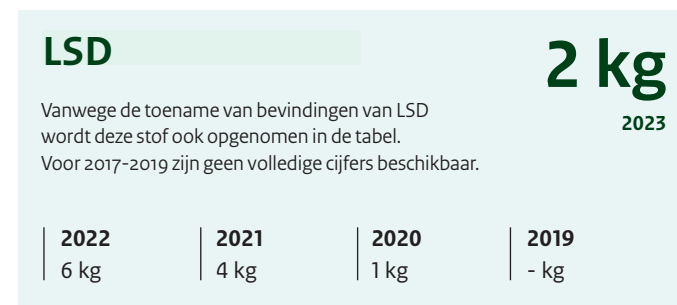 LSD
2 kg
2023
Vanwege de toename van bevindingen van LSD
wordt deze stof ook opgenomen in de tabel.
Voor 2017-2019 zijn geen volledige cijfers beschikbaar.
2022 2021 2020 2019
6 kg 4 kg 1 kg - kg